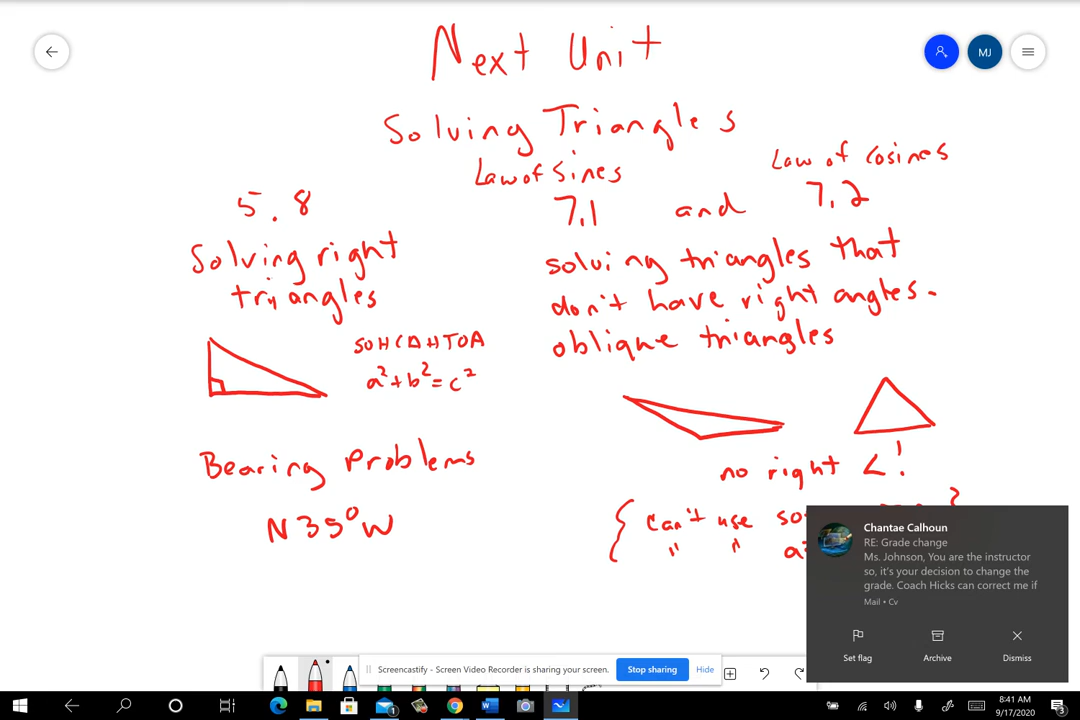 Next Unit
MJ
Solving Triangles
Law of Sines
Law of Cosines
5.8
7.1 and 7.2
Solving right
triangles
solving triangles that
don't have right angles.
oblique triangles
SOHCAHTOA
a²+b²=c²
Bearing Problems
N35°W
no right <!
can't use
" "
Chantae Calhoun
RE: Grade change
Ms. Johnson, You are the instructor
so, it's your decision to change the
grade. Coach Hicks can correct me if
Mail • Cv
Set flag
Archive
Dismiss
Screencastify - Screen Video Recorder is sharing your screen.
Stop sharing
Hide
8:41 AM
9/17/2020
1
3